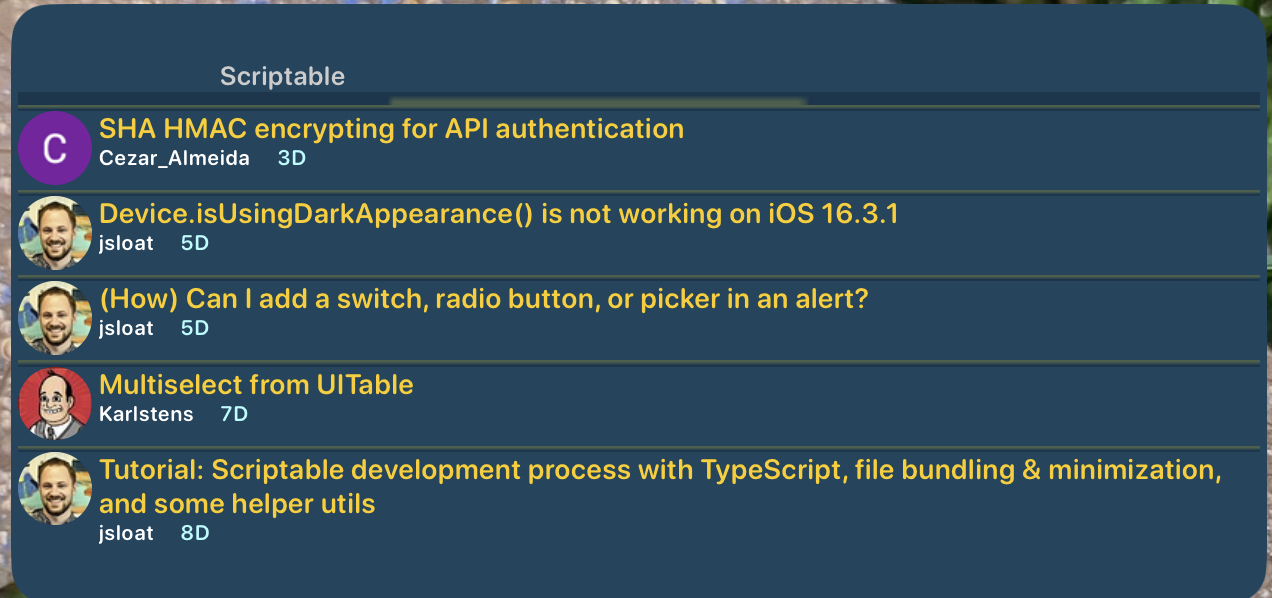 Scriptable
C
SHA HMAC encrypting for API authentication
Cezar_Almeida 3D
Device.isUsingDarkAppearance() is not working on iOS 16.3.1
jsloat 5D
(How) Can I add a switch, radio button, or picker in an alert?
jsloat 5D
Multiselect from UITable
Karlstens 7D
Tutorial: Scriptable development process with TypeScript, file bundling & minimization,
and some helper utils
jsloat 8D